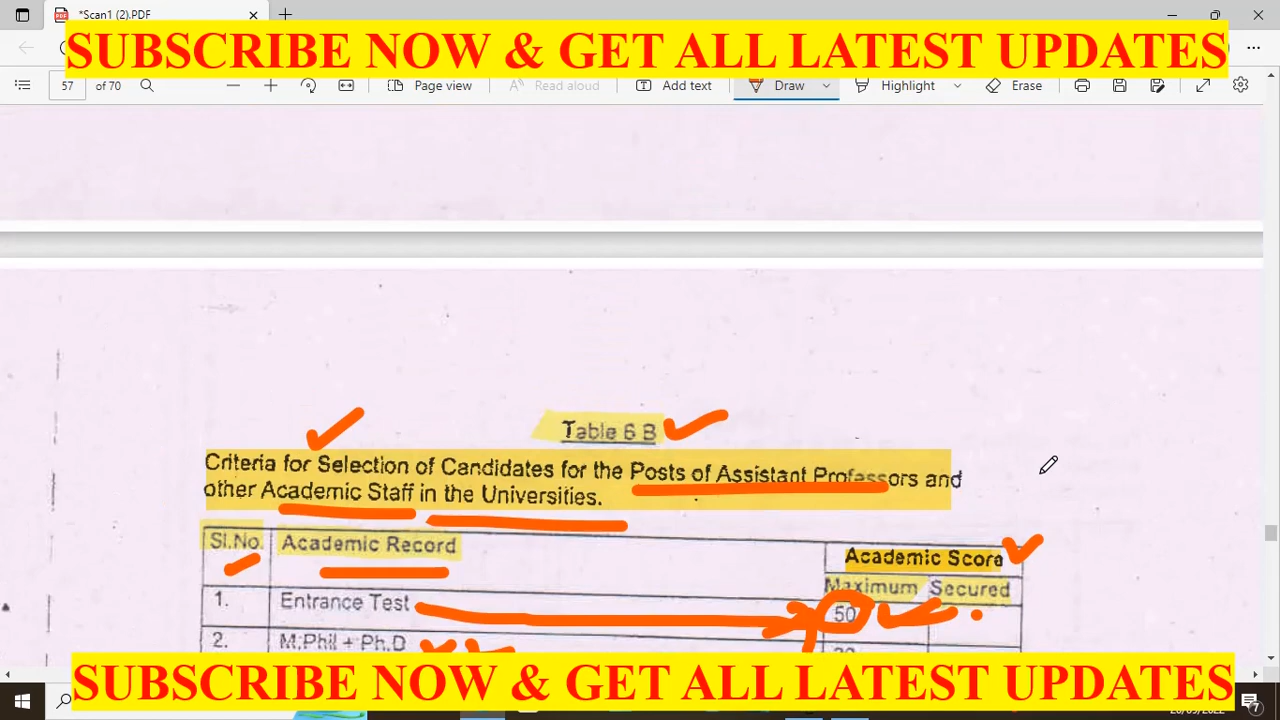 *Scan1 (2).PDF
SUBSCRIBE NOW & GET ALL LATEST UPDATES
57 of 70
Page view
Read aloud
Add text
Draw
Highlight
Erase
Table 6 B
Criteria for Selection of Candidates for the Posts of Assistant Professors and
other Academic Staff in the Universities.
Sl.No. Academic Record Academic Score
Maximum Secured
1. Entrance Test 50
2. M.Phil + Ph.D
SUBSCRIBE NOW & GET ALL LATEST UPDATES
7